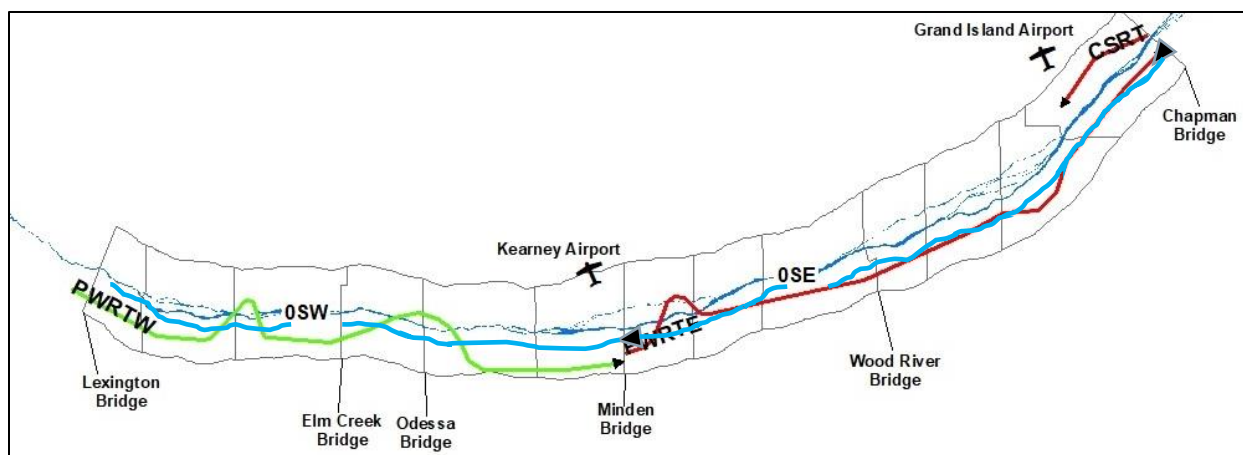 Grand Island Airport
CSRT
Chapman
Bridge
Kearney Airport
0SE
PWRTW
0SW
PWRTE
Wood River
Bridge
Lexington
Bridge
Elm Creek
Bridge
Odessa
Bridge
Minden
Bridge